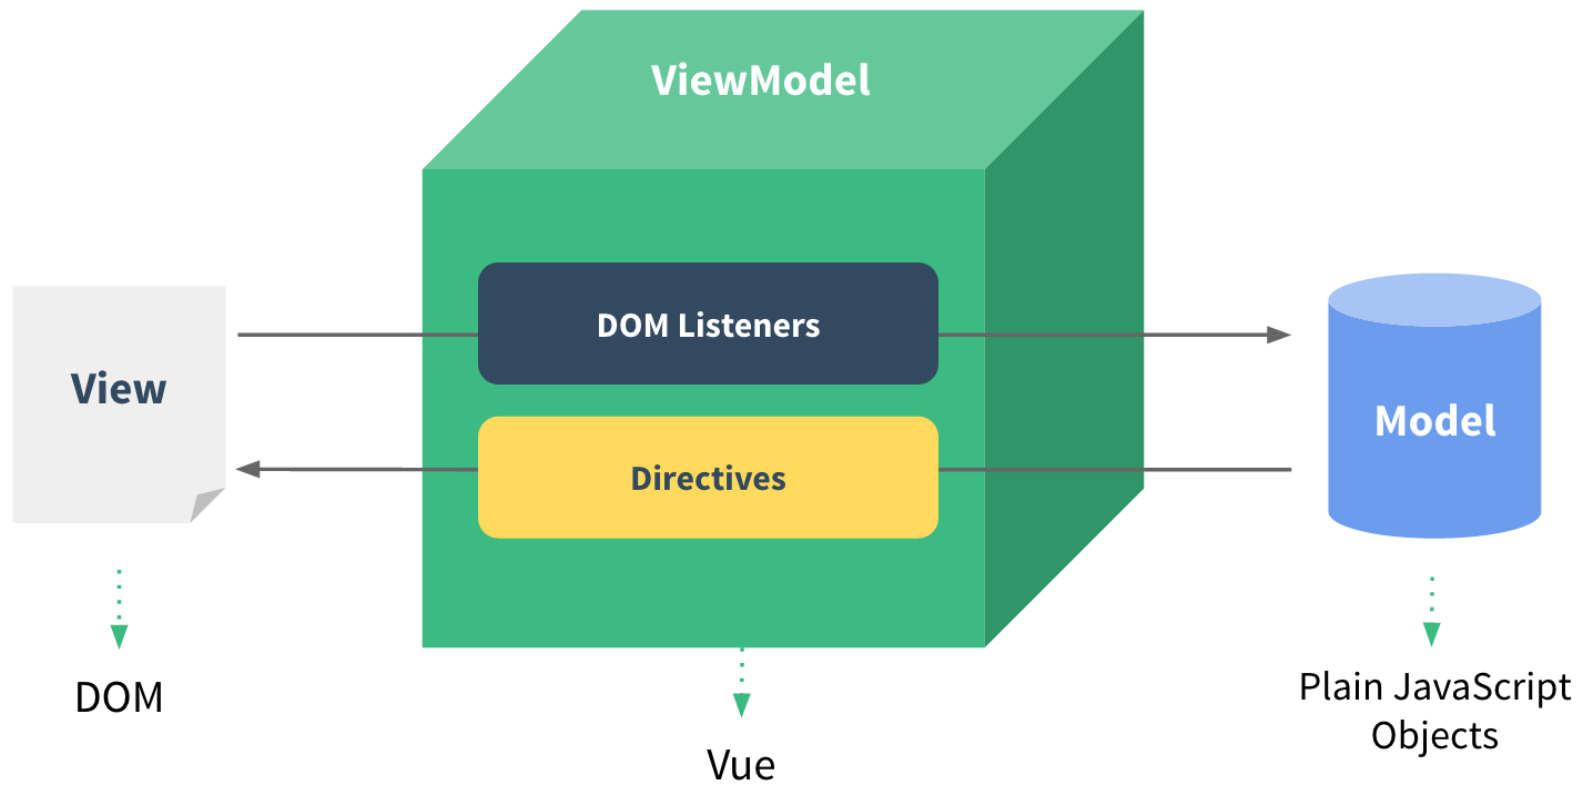 ViewModel
DOM Listeners
View
Directives
Model
DOM
Vue
Plain JavaScript
Objects